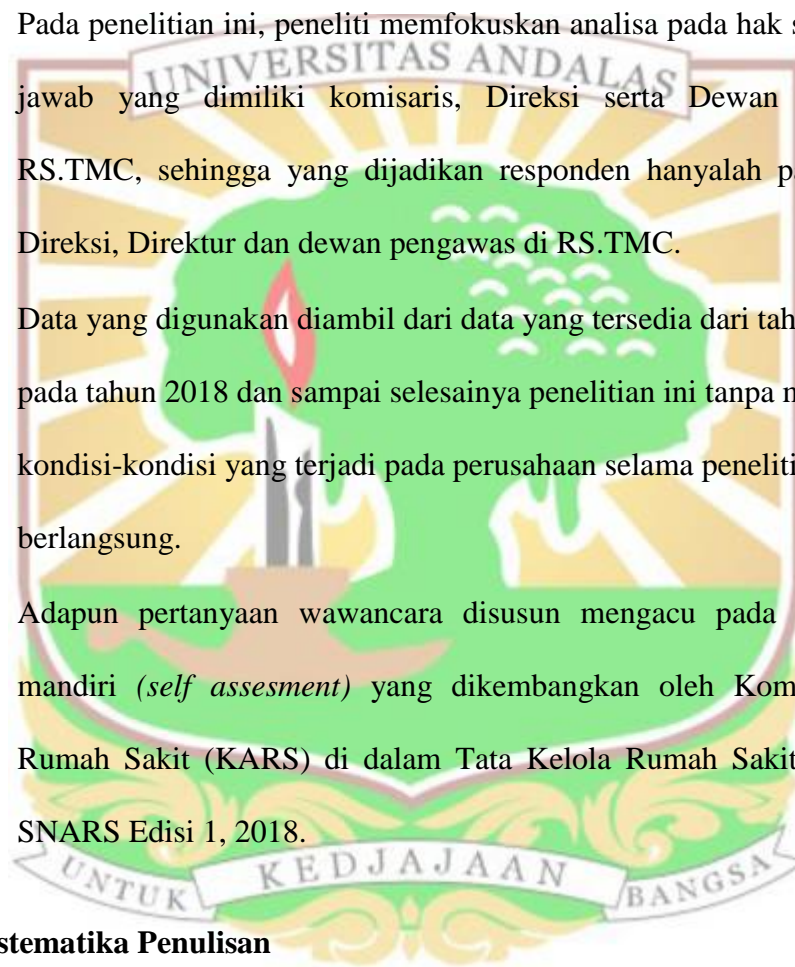 Pada penelitian ini, peneliti memfokuskan analisa pada hak
UNIVERSITAS ANDALAS
jawab yang dimiliki komisaris, Direksi serta Dewan
RS.TMC, sehingga yang dijadikan responden hanyalah
Direksi, Direktur dan dewan pengawas di RS.TMC.
Data yang digunakan diambil dari data yang tersedia dari
pada tahun 2018 dan sampai selesainya penelitian ini tanpa
kondisi-kondisi yang terjadi pada perusahaan selama
berlangsung.
Adapun pertanyaan wawancara disusun mengacu pada
mandiri (self assesment) yang dikembangkan oleh
Rumah Sakit (KARS) di dalam Tata Kelola Rumah Sakit
SNARS Edisi 1, 2018.
UNTUK KEDJAJAAN BANGSA
stematika Penulisan